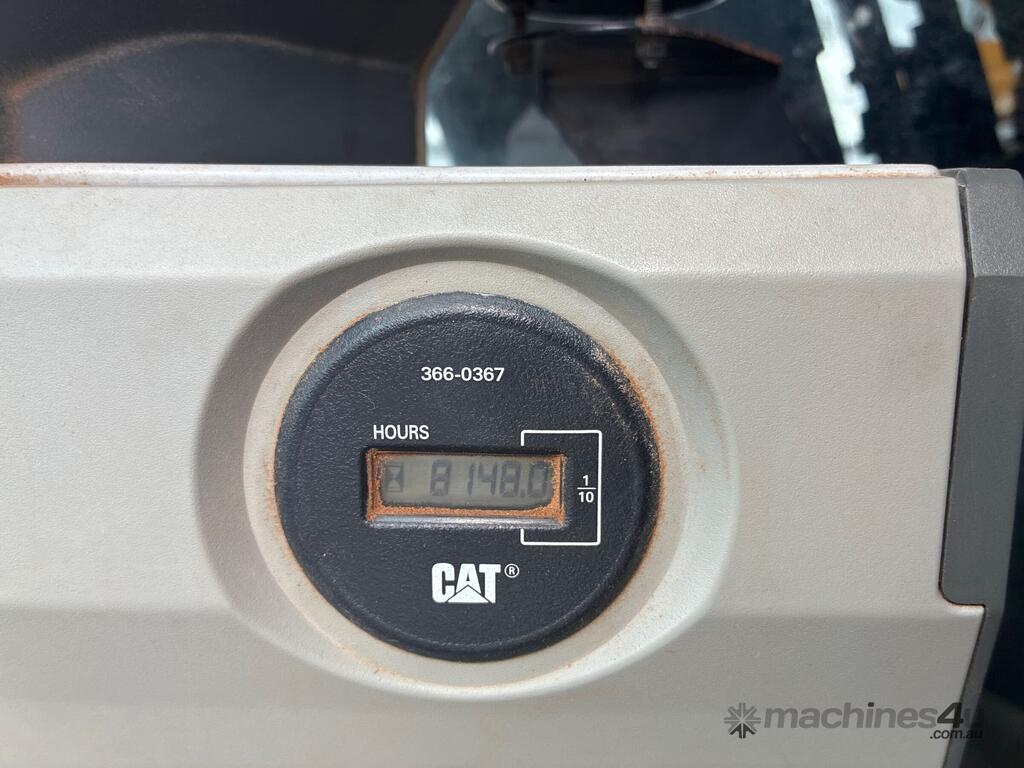 366-0367
HOURS
8148.0
1/10
CAT®
machines4u
.com.au